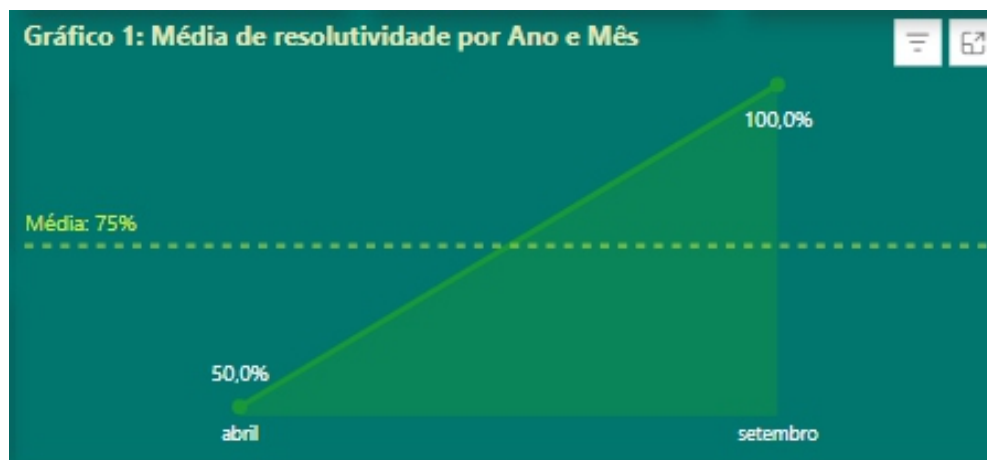 Gráfico 1: Média de resolutividade por Ano e Mês
100,0%
Média: 75%
50,0%
abril
setembro